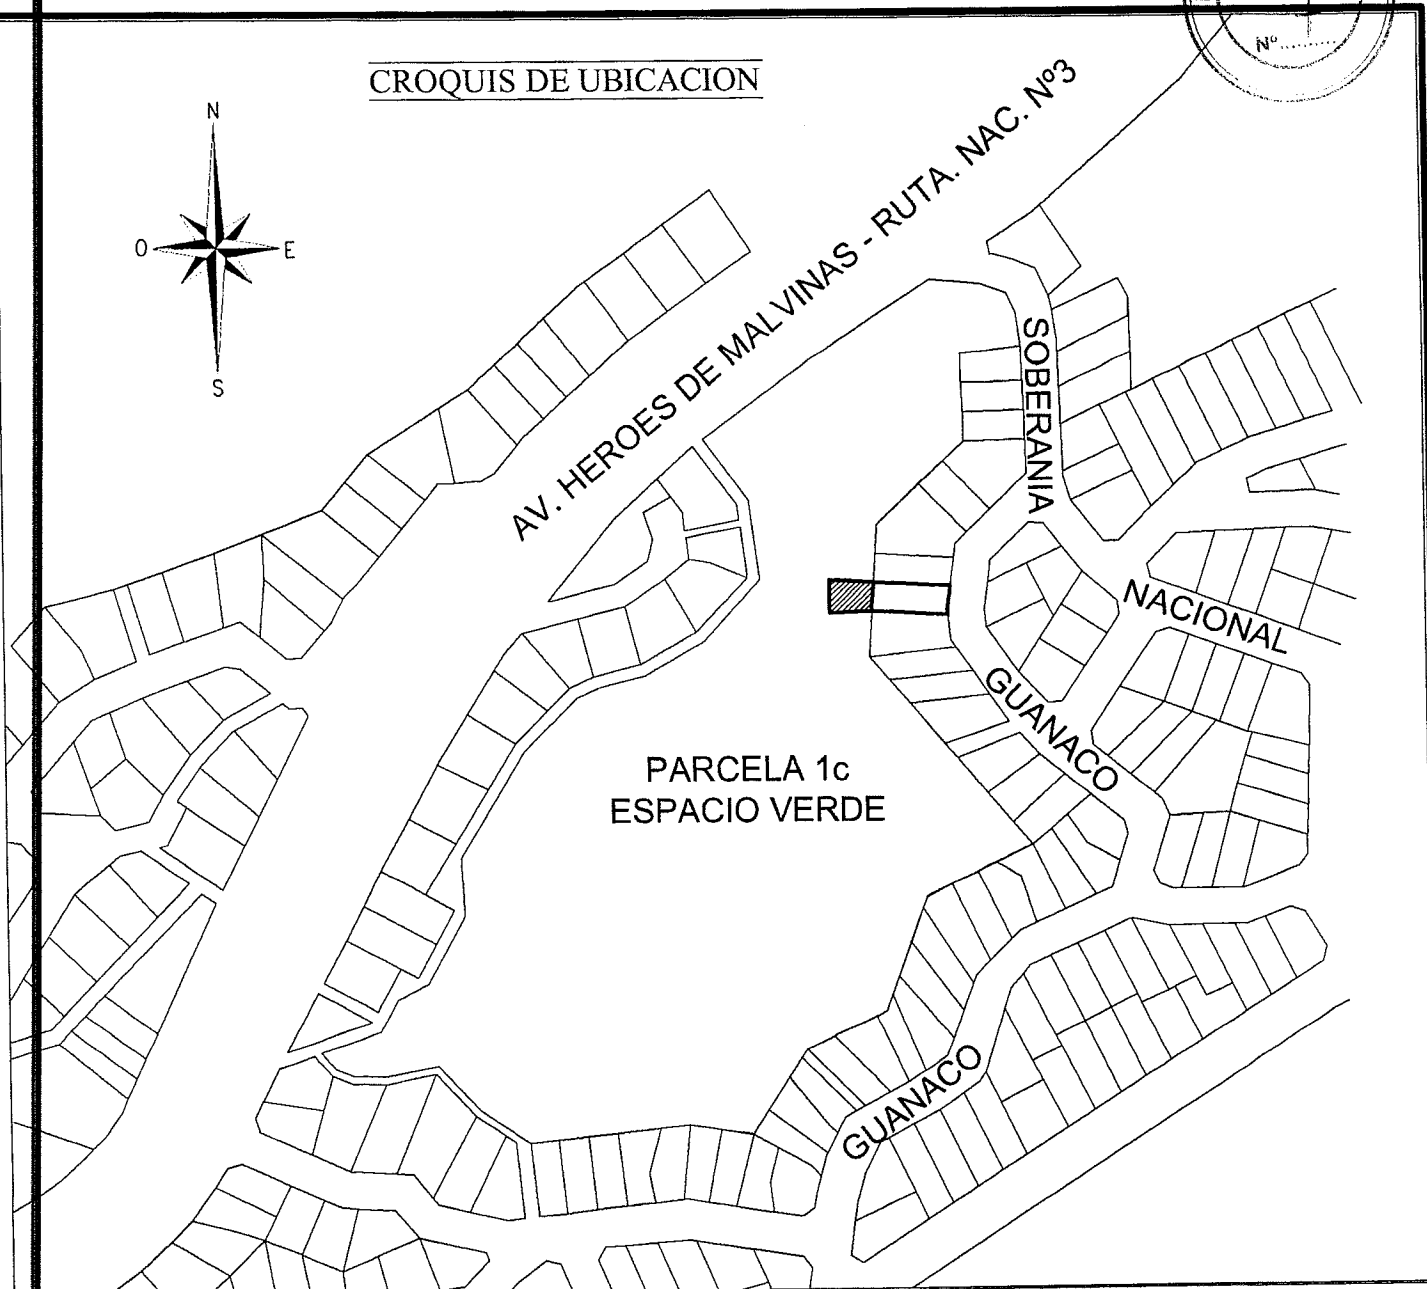 Nº..........
CROQUIS DE UBICACION
N
O
E
S
AV. HEROES DE MALVINAS - RUTA. NAC. Nº3
SOBERANIA
NACIONAL
GUANACO
PARCELA 1c
ESPACIO VERDE
GUANACO